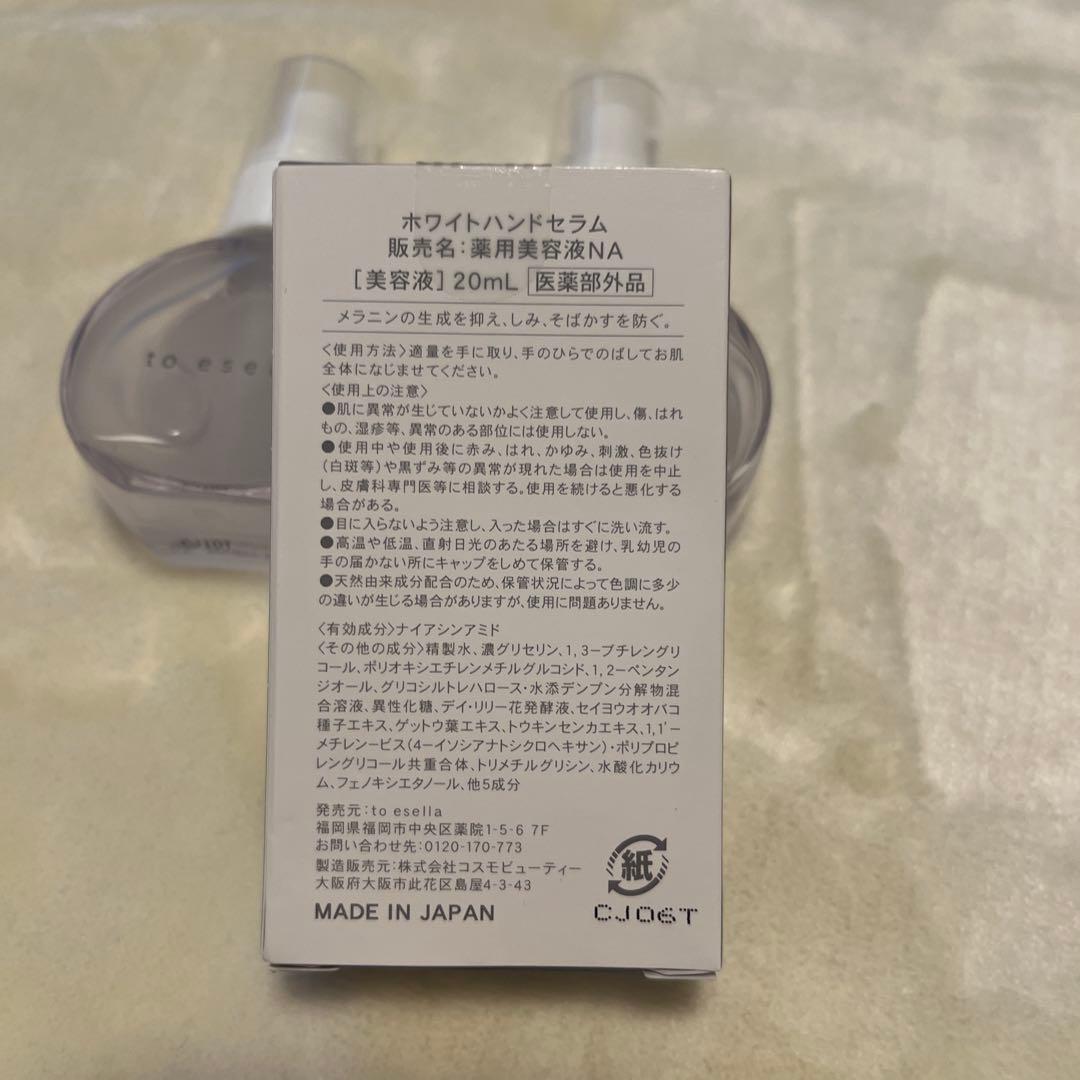 ホワイトハンドセラム
販売名:薬用美容液NA
[美容液] 20mL 医薬部外品
メラニンの生成を抑え、しみ、そばかすを防ぐ。
〈使用方法〉適量を手に取り、手のひらでのばしてお肌
全体になじませてください。
〈使用上の注意〉
●肌に異常が生じていないかよく注意して使用し、傷、はれ
もの、湿疹等、異常のある部位には使用しない。
●使用中や使用後に赤み、はれ、かゆみ、刺激、色抜け
(白斑等)や黒ずみ等の異常が現れた場合は使用を中止
し、皮膚科専門医等に相談する。使用を続けると悪化する
場合がある。
●目に入らないよう注意し、入った場合はすぐに洗い流す。
●高温や低温、直射日光のあたる場所を避け、乳幼児の
手の届かない所にキャップをしめて保管する。
●天然由来成分配合のため、保管状況によって色調に多少
の違いが生じる場合がありますが、使用に問題ありません。
〈有効成分〉ナイアシンアミド
〈その他の成分〉精製水、濃グリセリン、1,3-ブチレングリ
コール、ポリオキシエチレンメチルグルコシド、1,2-ペンタン
ジオール、グリコシルトレハロース・水添デンプン分解物混
合溶液、異性化糖、デイ・リリー花発酵液、セイヨウオオバコ
種子エキス、ゲットウ葉エキス、トウキンセンカエキス、1,1'-
メチレン-ビス(4-イソシアナトシクロヘキサン)・ポリプロピ
レングリコール共重合体、トリメチルグリシン、水酸化カリウ
ム、フェノキシエタノール、他5成分
発売元:to esella
福岡県福岡市中央区薬院1-5-6 7F
お問い合わせ先:0120-170-773
製造販売元:株式会社コスモビューティー
大阪府大阪市此花区島屋4-3-43
MADE IN JAPAN
紙
CJ06T
to esel